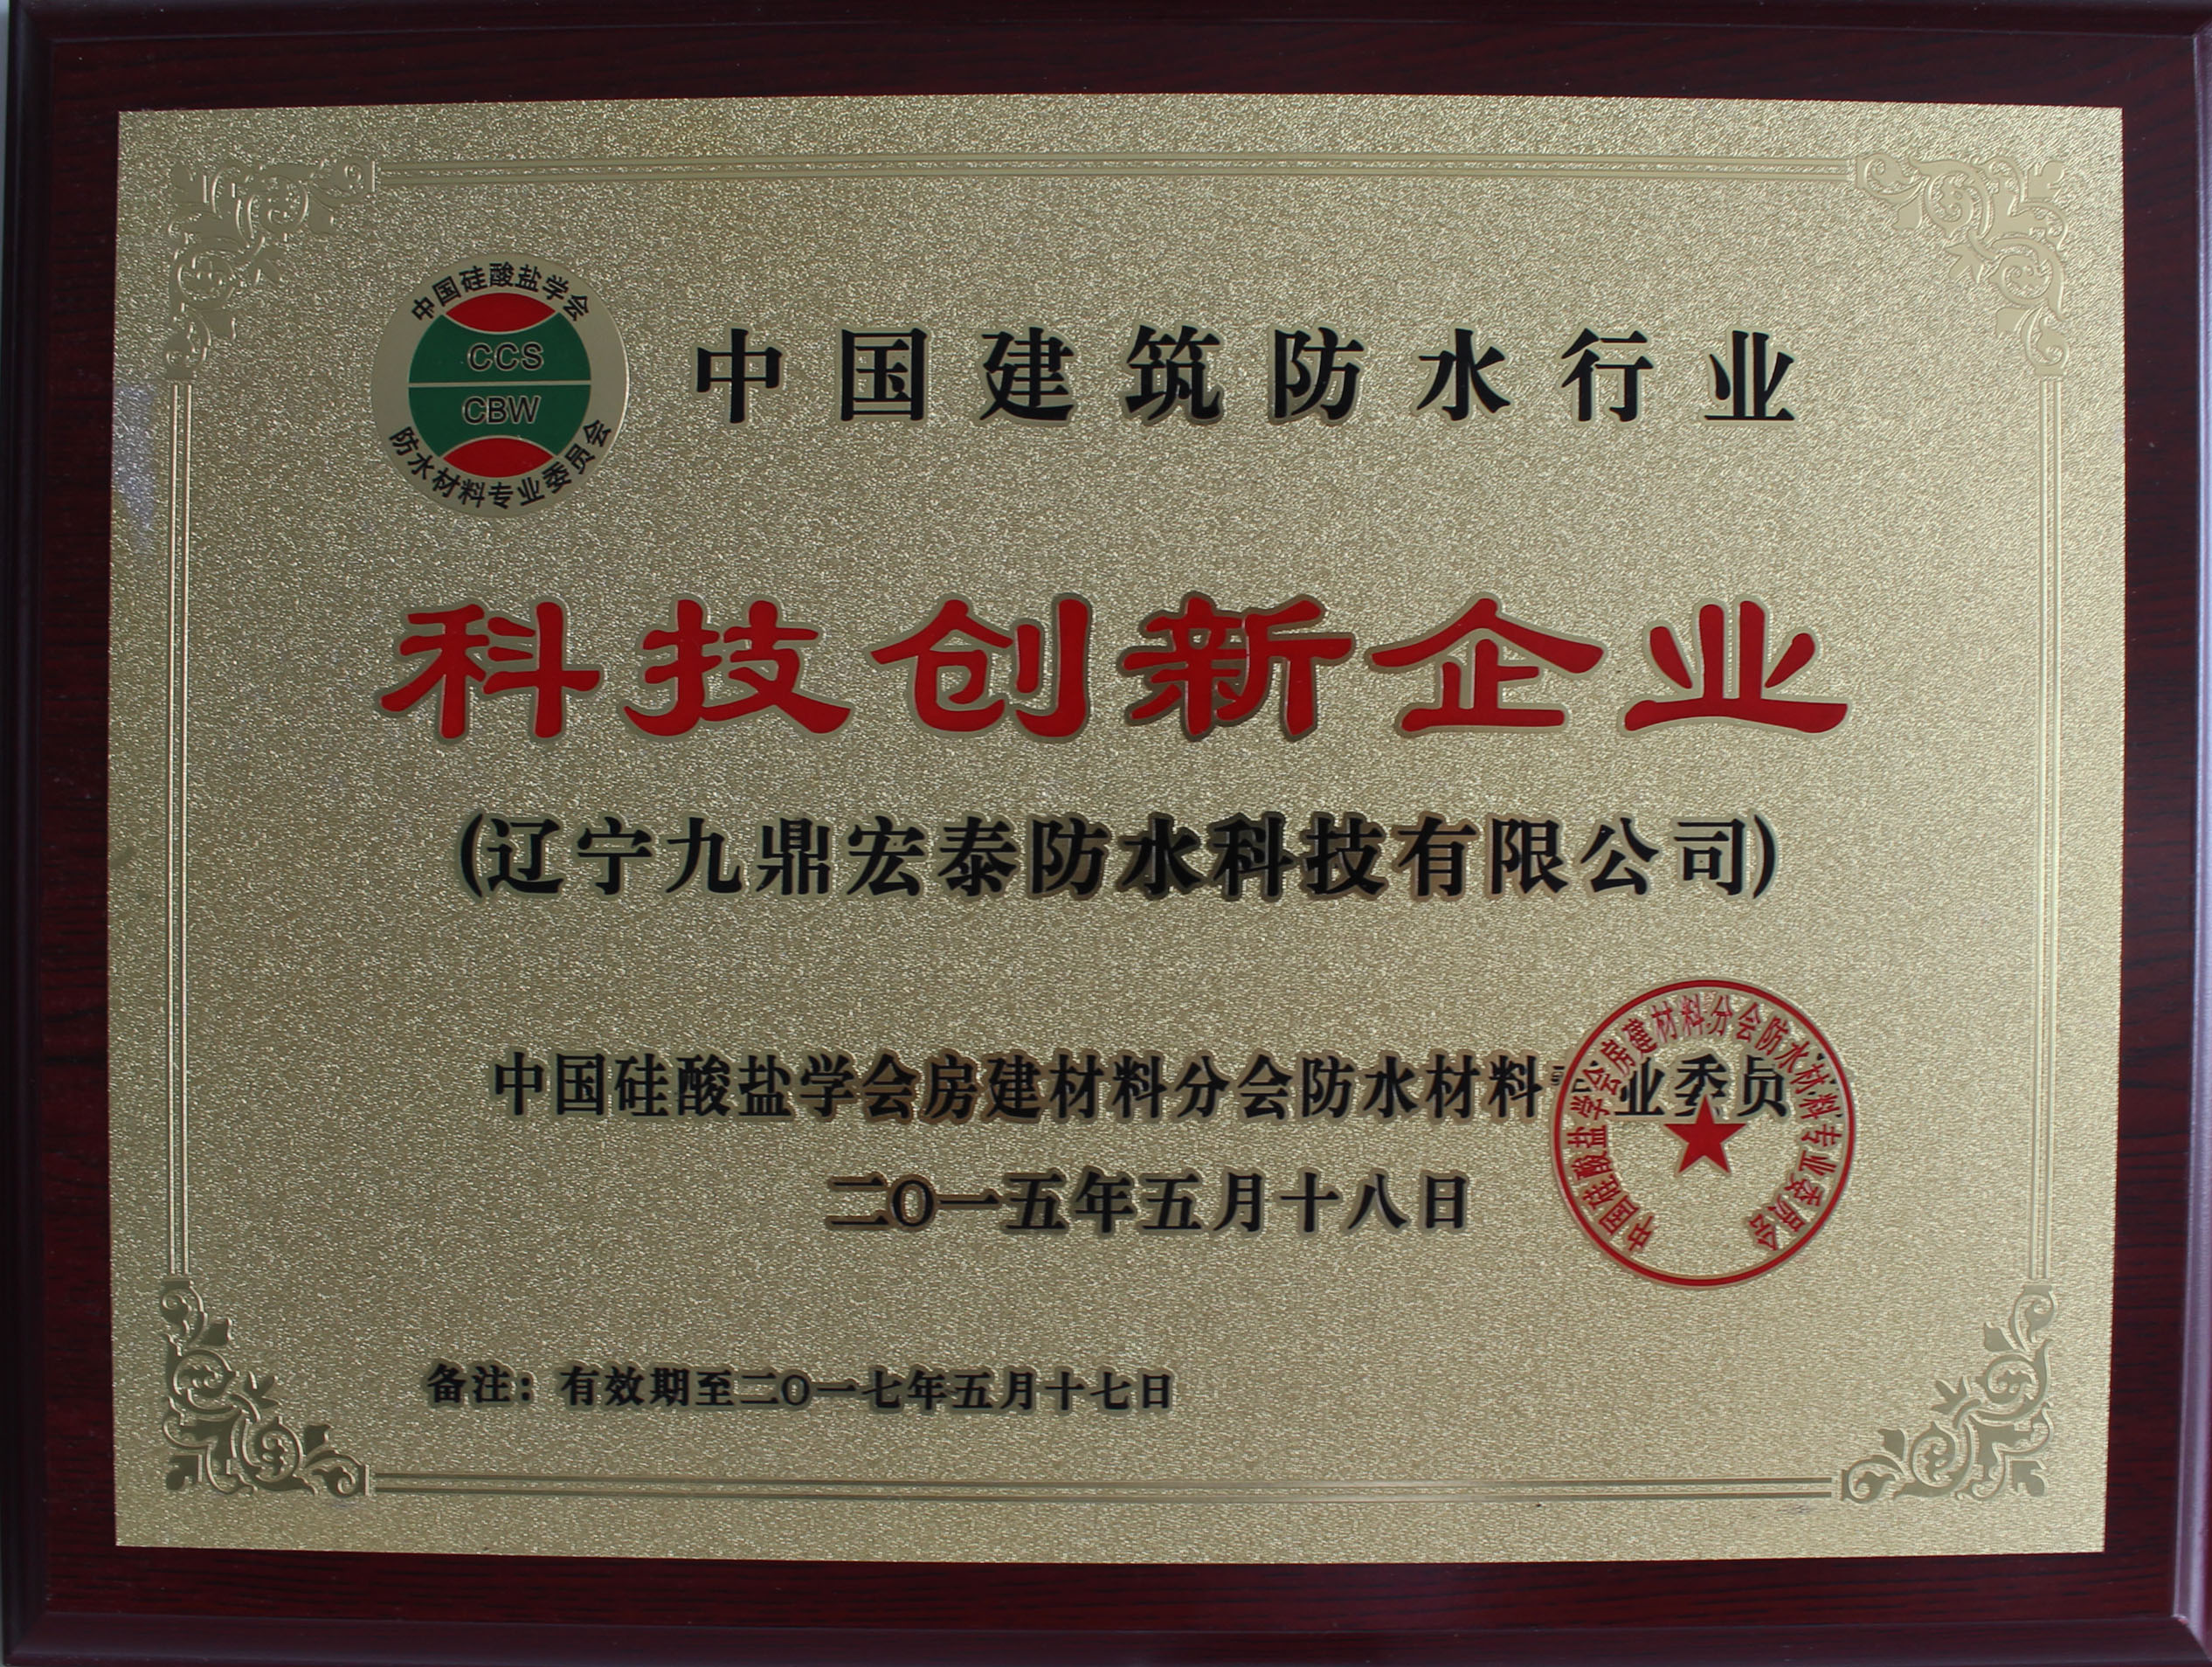 中国硅酸盐学会
CCS
CBW
防水材料专业委员会
中国建筑防水行业
科技创新企业
(辽宁九鼎宏泰防水科技有限公司)
中国硅酸盐学会房建材料分会防水材料专业委员
中国硅酸盐学会房建材料分会防水材料专业委员会
二〇一五年五月十八日
备注：有效期至二〇一七年五月十七日